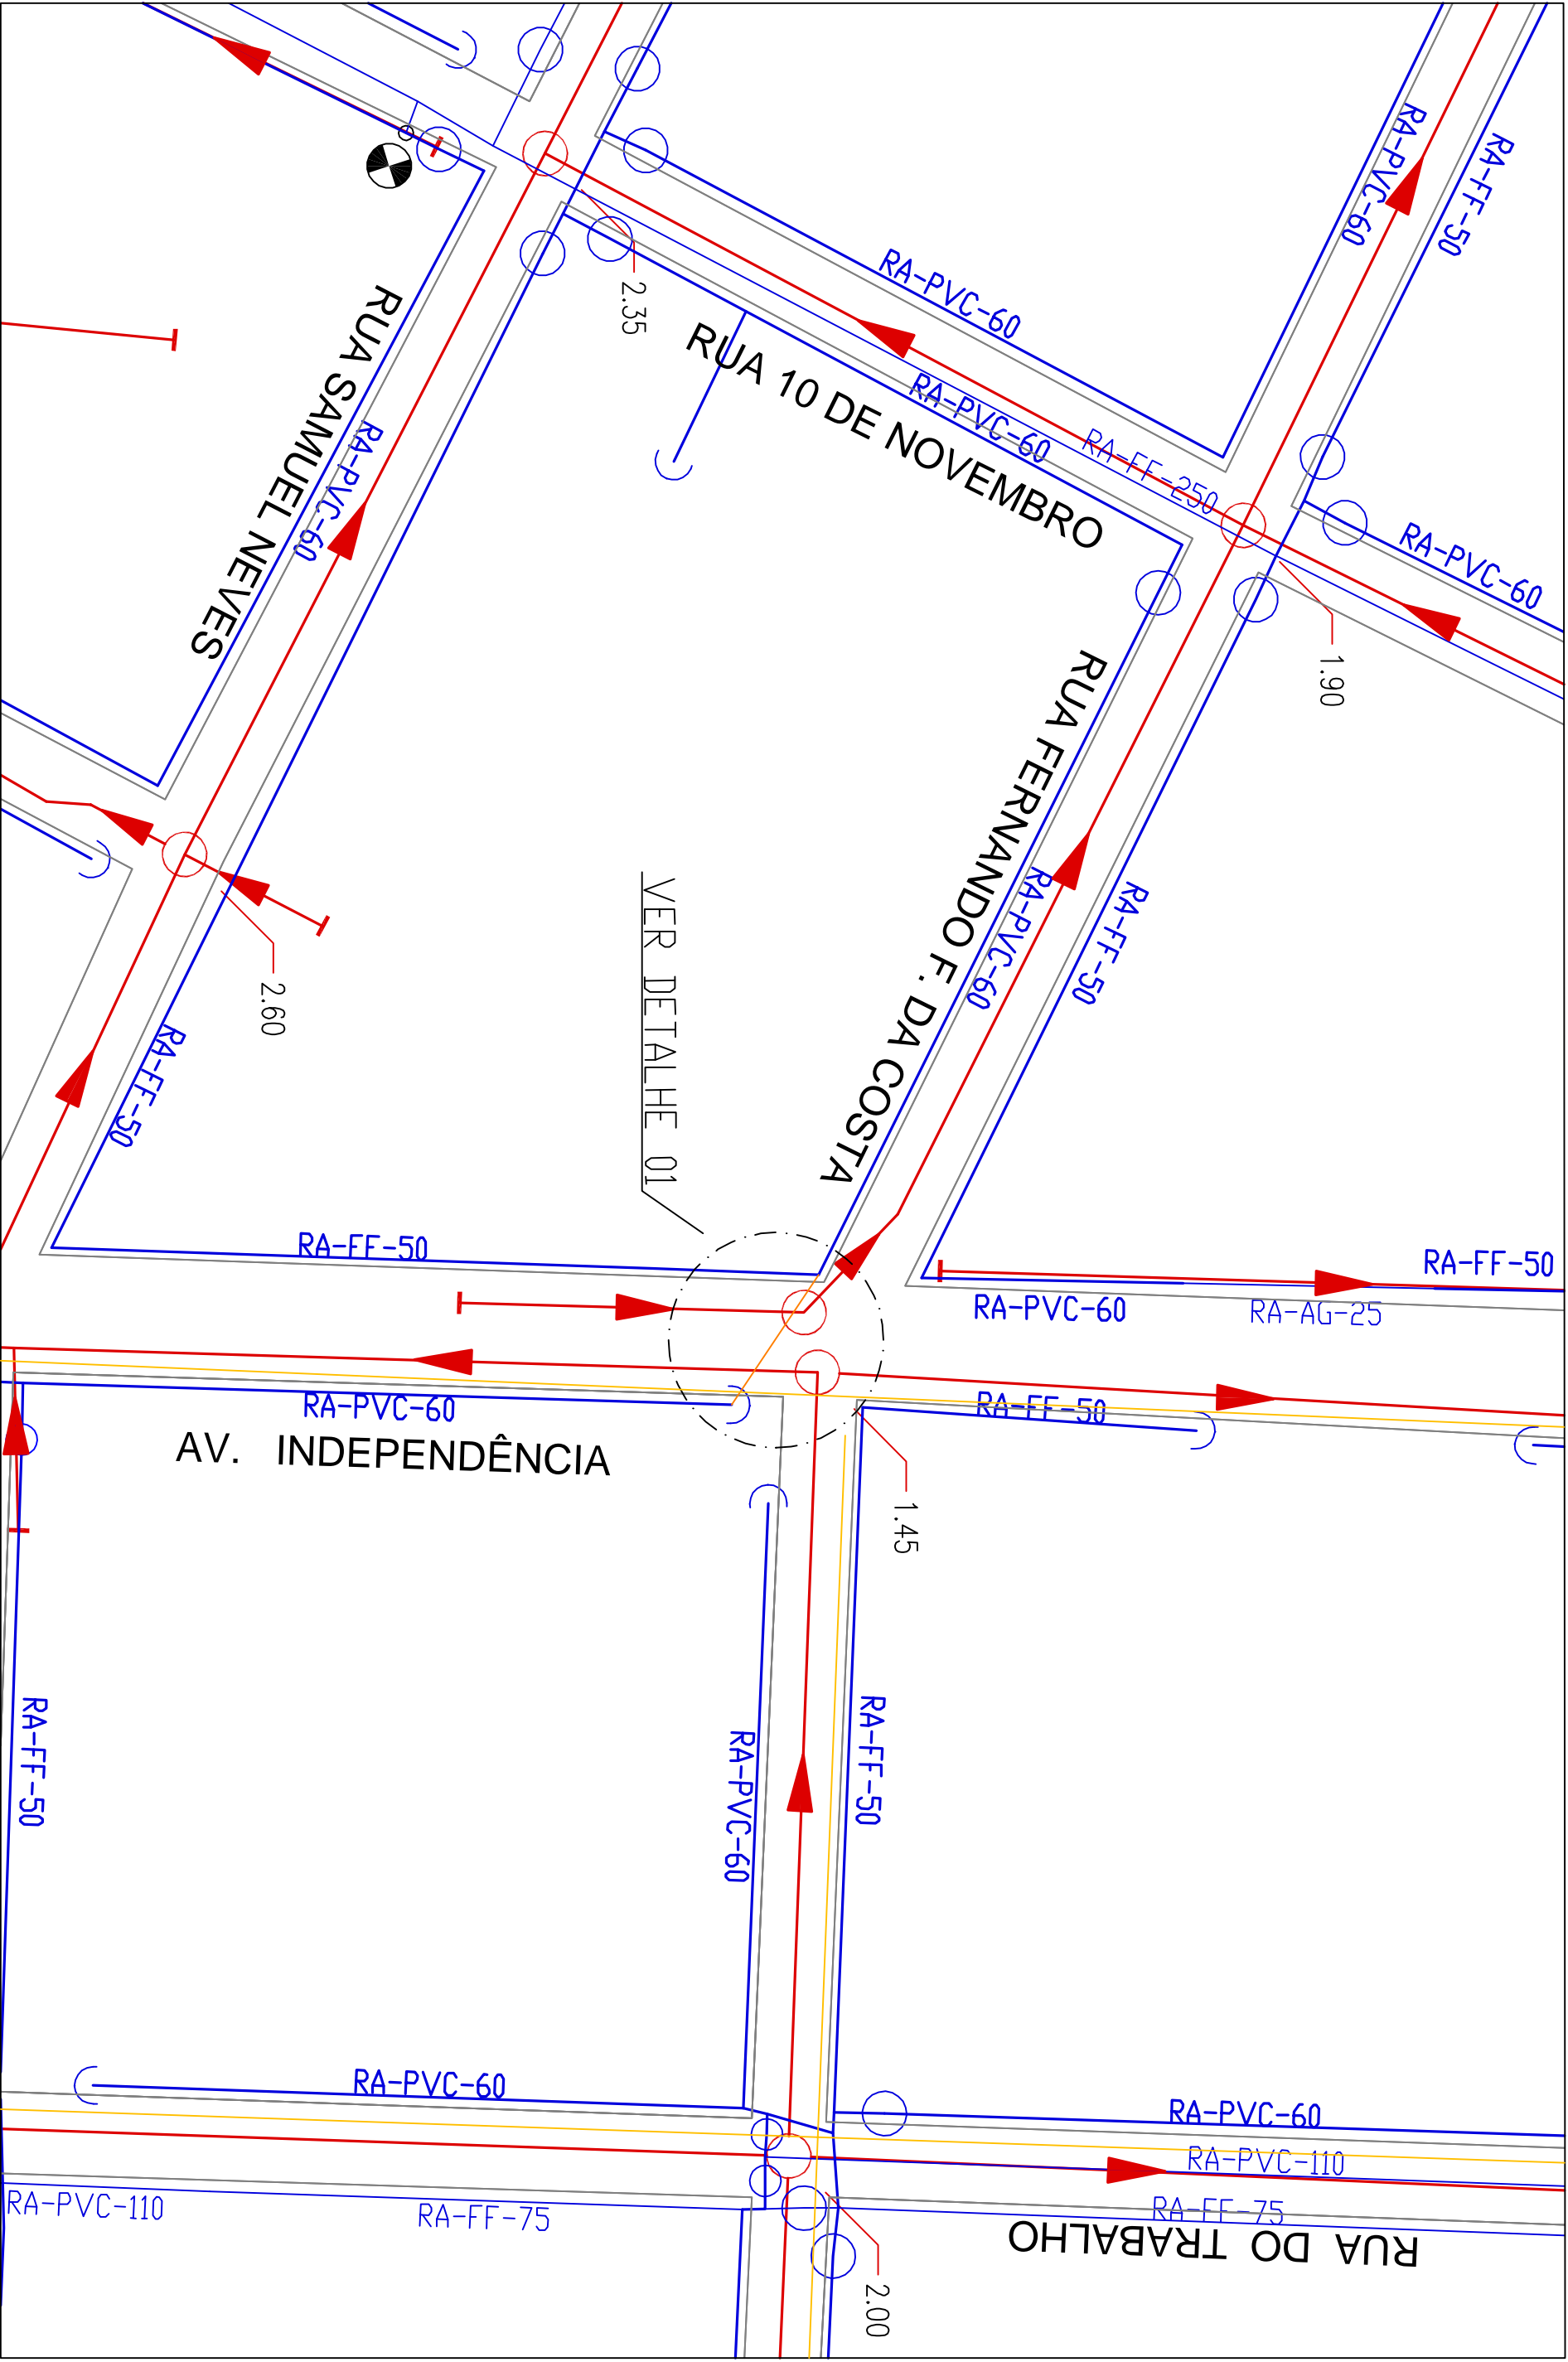 RA-PVC-60
RA-FF-50
RA-PVC-60
2.35
RUA 10 DE NOVEMBRO
RA-PVC-60
RA-FF-250
RA-PVC-60
1.90
RUA SAMUEL NEVES
RA-PVC-60
RUA FERNANDO F. DA COSTA
RA-PVC-60
RA-FF-50
VER DETALHE 01
2.60
RA-FF-50
RA-FF-50
RA-FF-50
RA-PVC-60
RA-AG-25
RA-PVC-60
RA-FF-50
AV. INDEPENDÊNCIA
1.45
RA-FF-50
RA-PVC-60
RA-FF-50
RA-PVC-60
RA-PVC-60
RA-PVC-110
RA-PVC-110
RA-FF-75
RA-FF-75
RUA DO TRABALHO
2.00